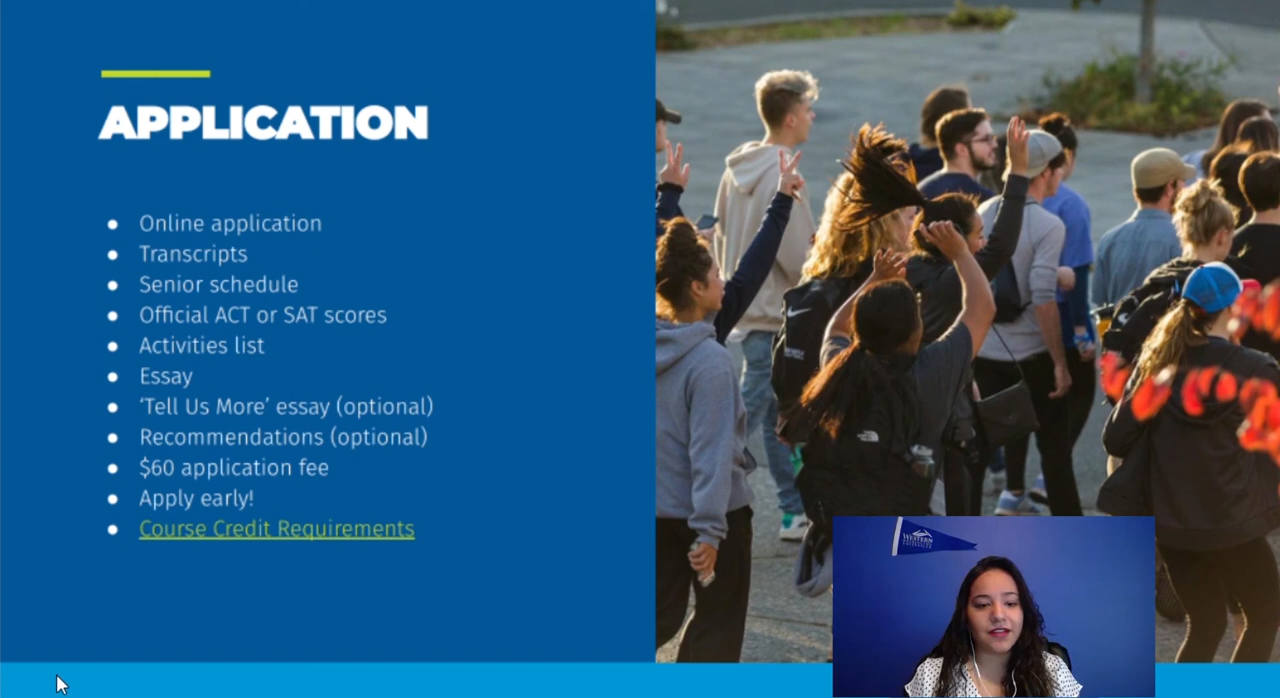 APPLICATION
● Online application
● Transcripts
● Senior schedule
● Official ACT or SAT scores
● Activities list
● Essay
● ‘Tell Us More’ essay (optional)
● Recommendations (optional)
● $60 application fee
● Apply early!
● Course Credit Requirements
WESTERN